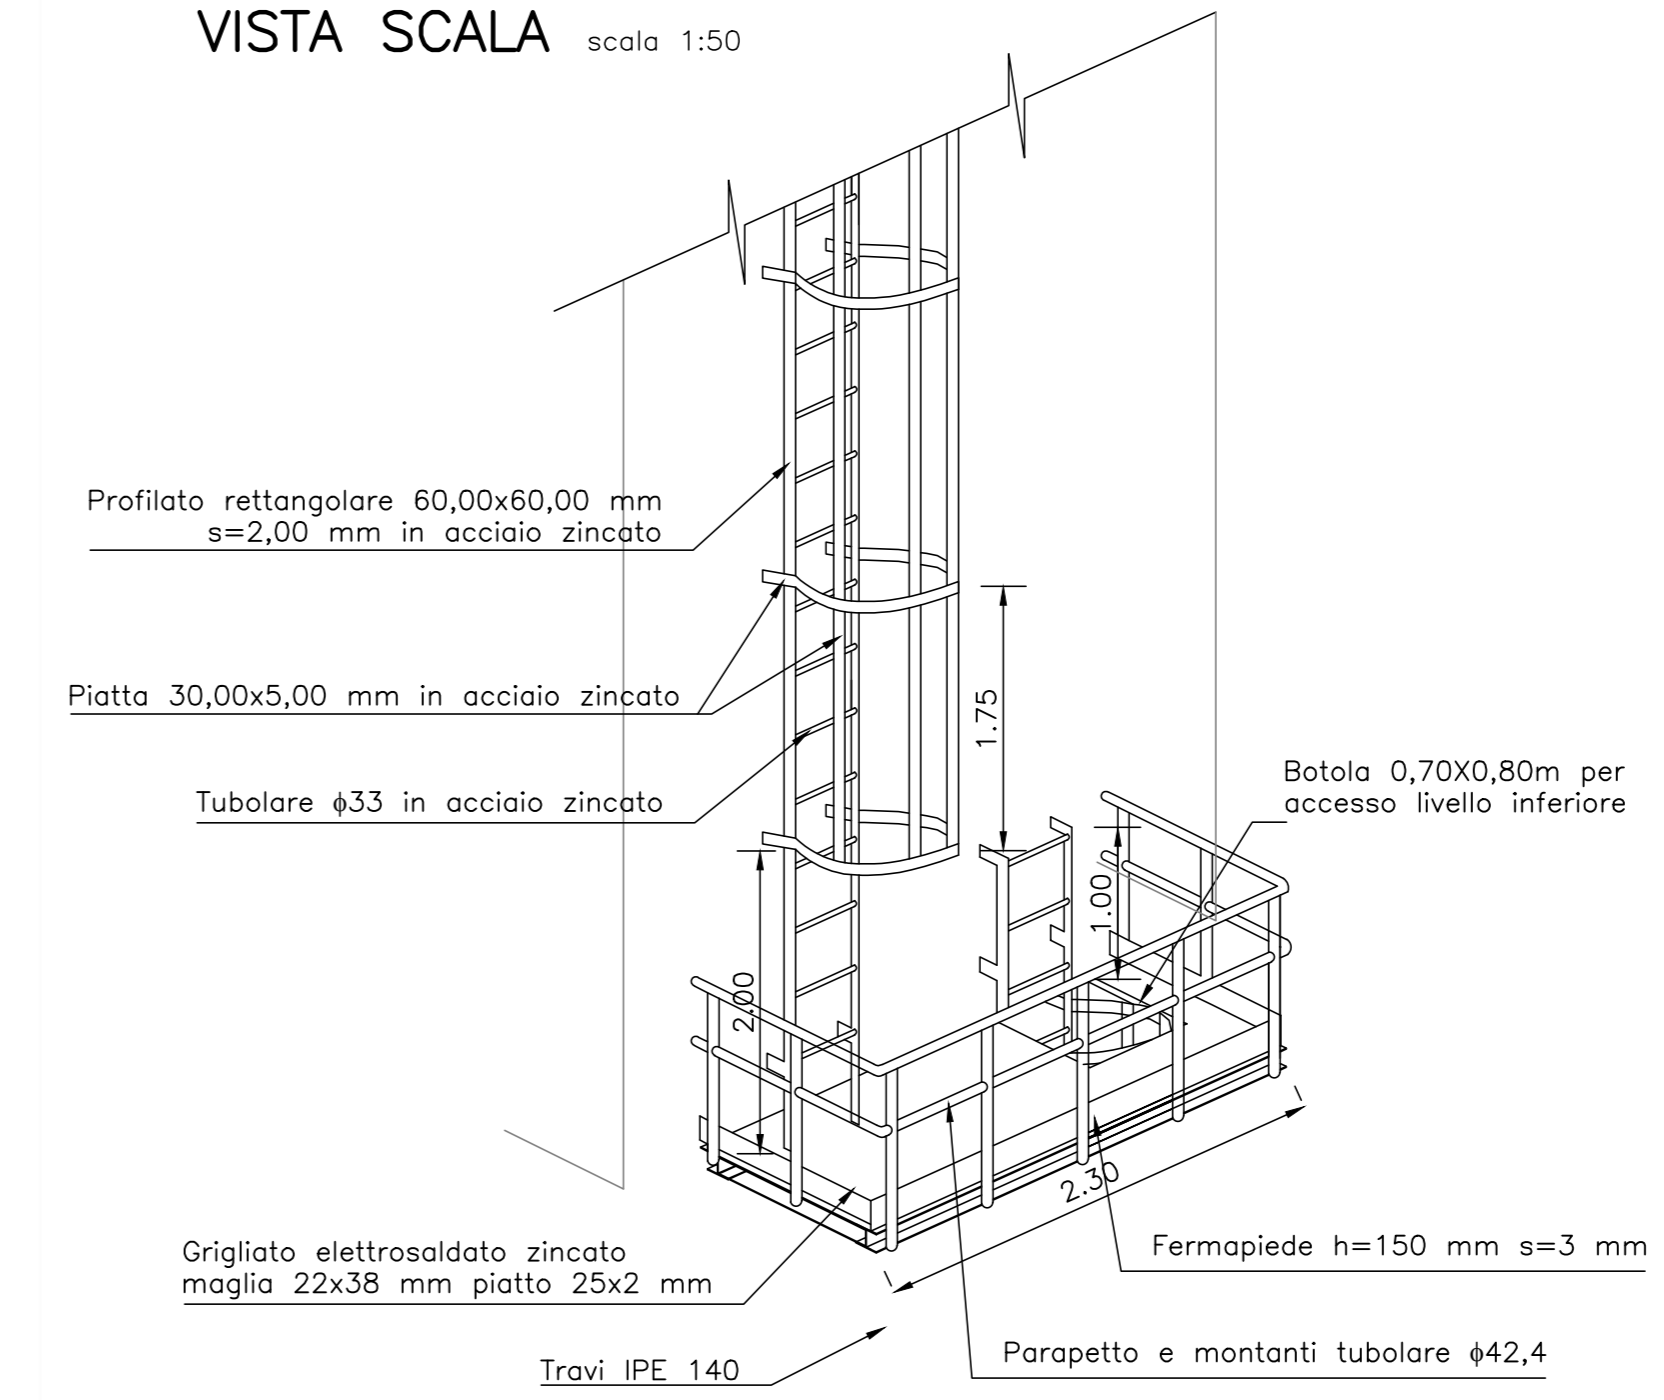 VISTA SCALA scala 1:50
Profilato rettangolare 60,00x60,00 mm
s=2,00 mm in acciaio zincato
Piatta 30,00x5,00 mm in acciaio zincato
1.75
Botola 0,70X0,80m per
accesso livello inferiore
Tubolare ϕ33 in acciaio zincato
1.00
2.00
2.30
Fermapiede h=150 mm s=3 mm
Grigliato elettrosaldato zincato
maglia 22x38 mm piatto 25x2 mm
Parapetto e montanti tubolare ϕ42,4
Travi IPE 140